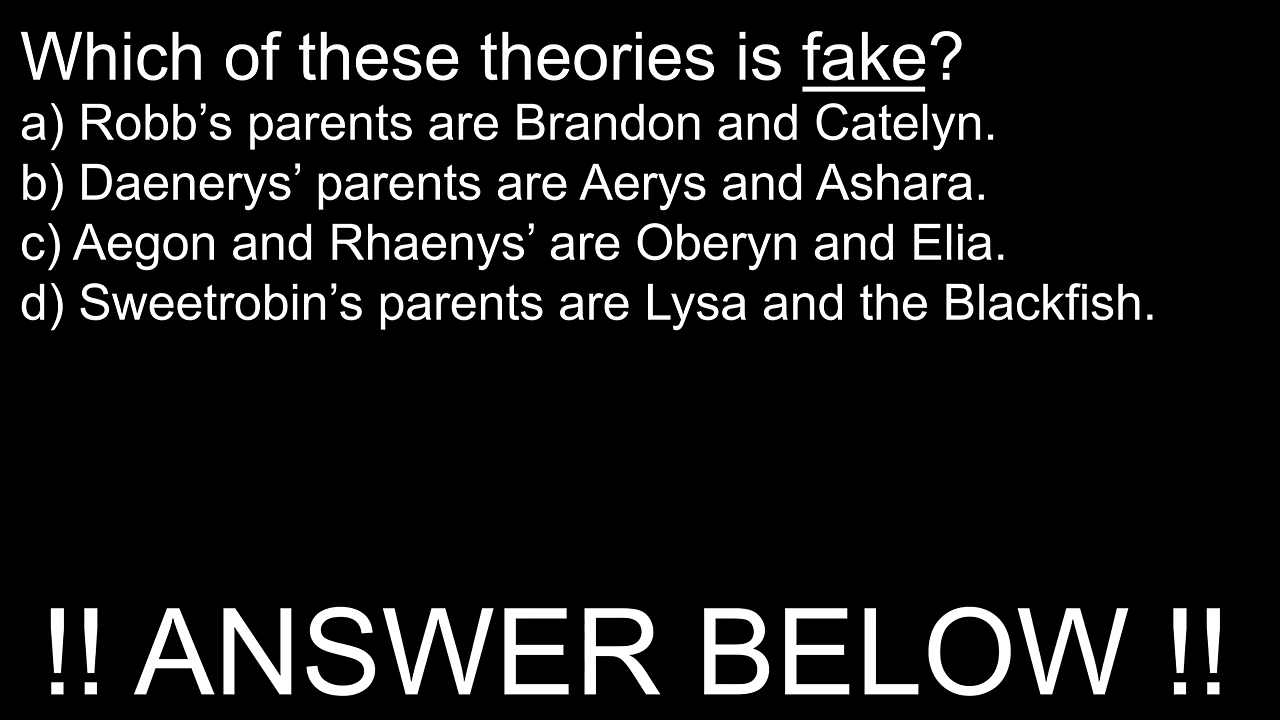 Which of these theories is fake?
a) Robb’s parents are Brandon and Catelyn.
b) Daenerys’ parents are Aerys and Ashara.
c) Aegon and Rhaenys’ are Oberyn and Elia.
d) Sweetrobin’s parents are Lysa and the Blackfish.
!! ANSWER BELOW !!